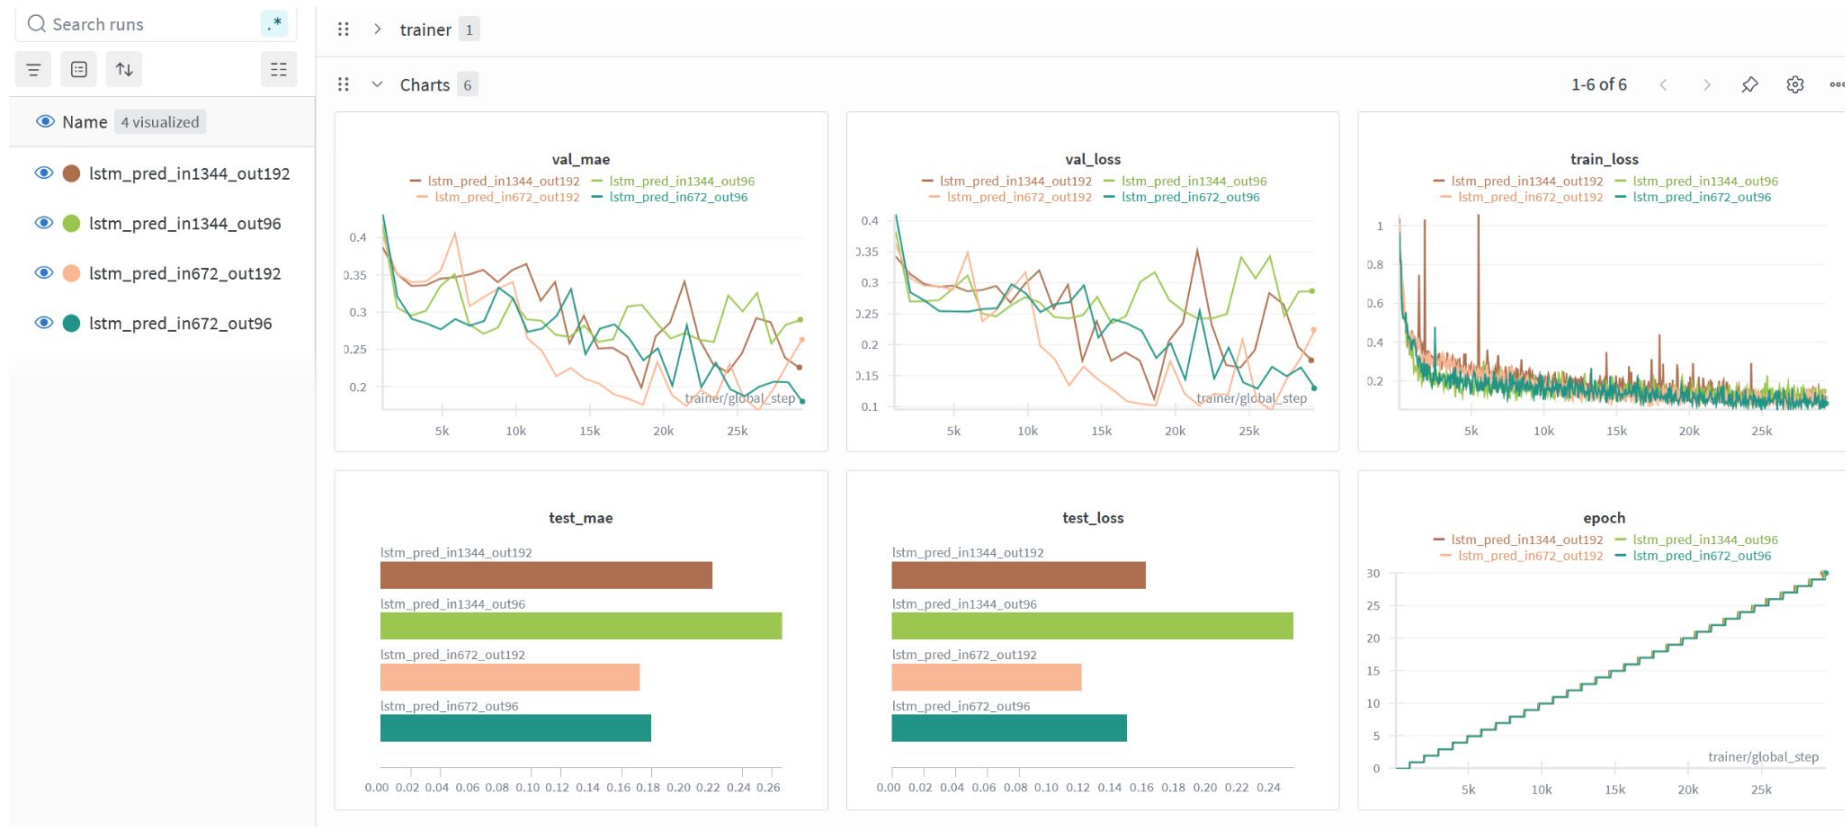 Search runs
.*
Name 4 visualized
lstm_pred_in1344_out192
lstm_pred_in1344_out96
lstm_pred_in672_out192
lstm_pred_in672_out96
trainer 1
Charts 6
1-6 of 6
val_mae
lstm_pred_in1344_out192 lstm_pred_in1344_out96
lstm_pred_in672_out192 lstm_pred_in672_out96
0.4
0.35
0.3
0.25
0.2
trainer/global_step
5k 10k 15k 20k 25k
val_loss
lstm_pred_in1344_out192 lstm_pred_in1344_out96
lstm_pred_in672_out192 lstm_pred_in672_out96
0.4
0.35
0.3
0.25
0.2
0.15
0.1
trainer/global_step
5k 10k 15k 20k 25k
train_loss
lstm_pred_in1344_out192 lstm_pred_in1344_out96
lstm_pred_in672_out192 lstm_pred_in672_out96
1
0.8
0.6
0.4
0.2
5k 10k 15k 20k 25k
test_mae
lstm_pred_in1344_out192
lstm_pred_in1344_out96
lstm_pred_in672_out192
lstm_pred_in672_out96
0.00 0.02 0.04 0.06 0.08 0.10 0.12 0.14 0.16 0.18 0.20 0.22 0.24 0.26
test_loss
lstm_pred_in1344_out192
lstm_pred_in1344_out96
lstm_pred_in672_out192
lstm_pred_in672_out96
0.00 0.02 0.04 0.06 0.08 0.10 0.12 0.14 0.16 0.18 0.20 0.22 0.24
epoch
lstm_pred_in1344_out192 lstm_pred_in1344_out96
lstm_pred_in672_out192 lstm_pred_in672_out96
30
25
20
15
10
5
0
trainer/global_step
5k 10k 15k 20k 25k